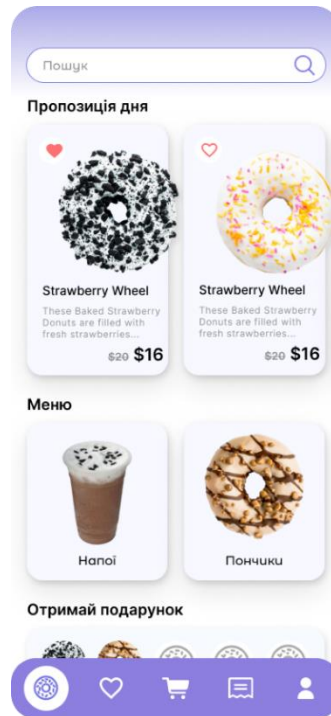 Пошук
Пропозиція дня
Strawberry Wheel
These Baked Strawberry
Donuts are filled with
fresh strawberries...
$20 $16
Strawberry Wheel
These Baked Strawberry
Donuts are filled with
fresh strawberries...
$20 $16
Меню
Напої
Пончики
Отримай подарунок